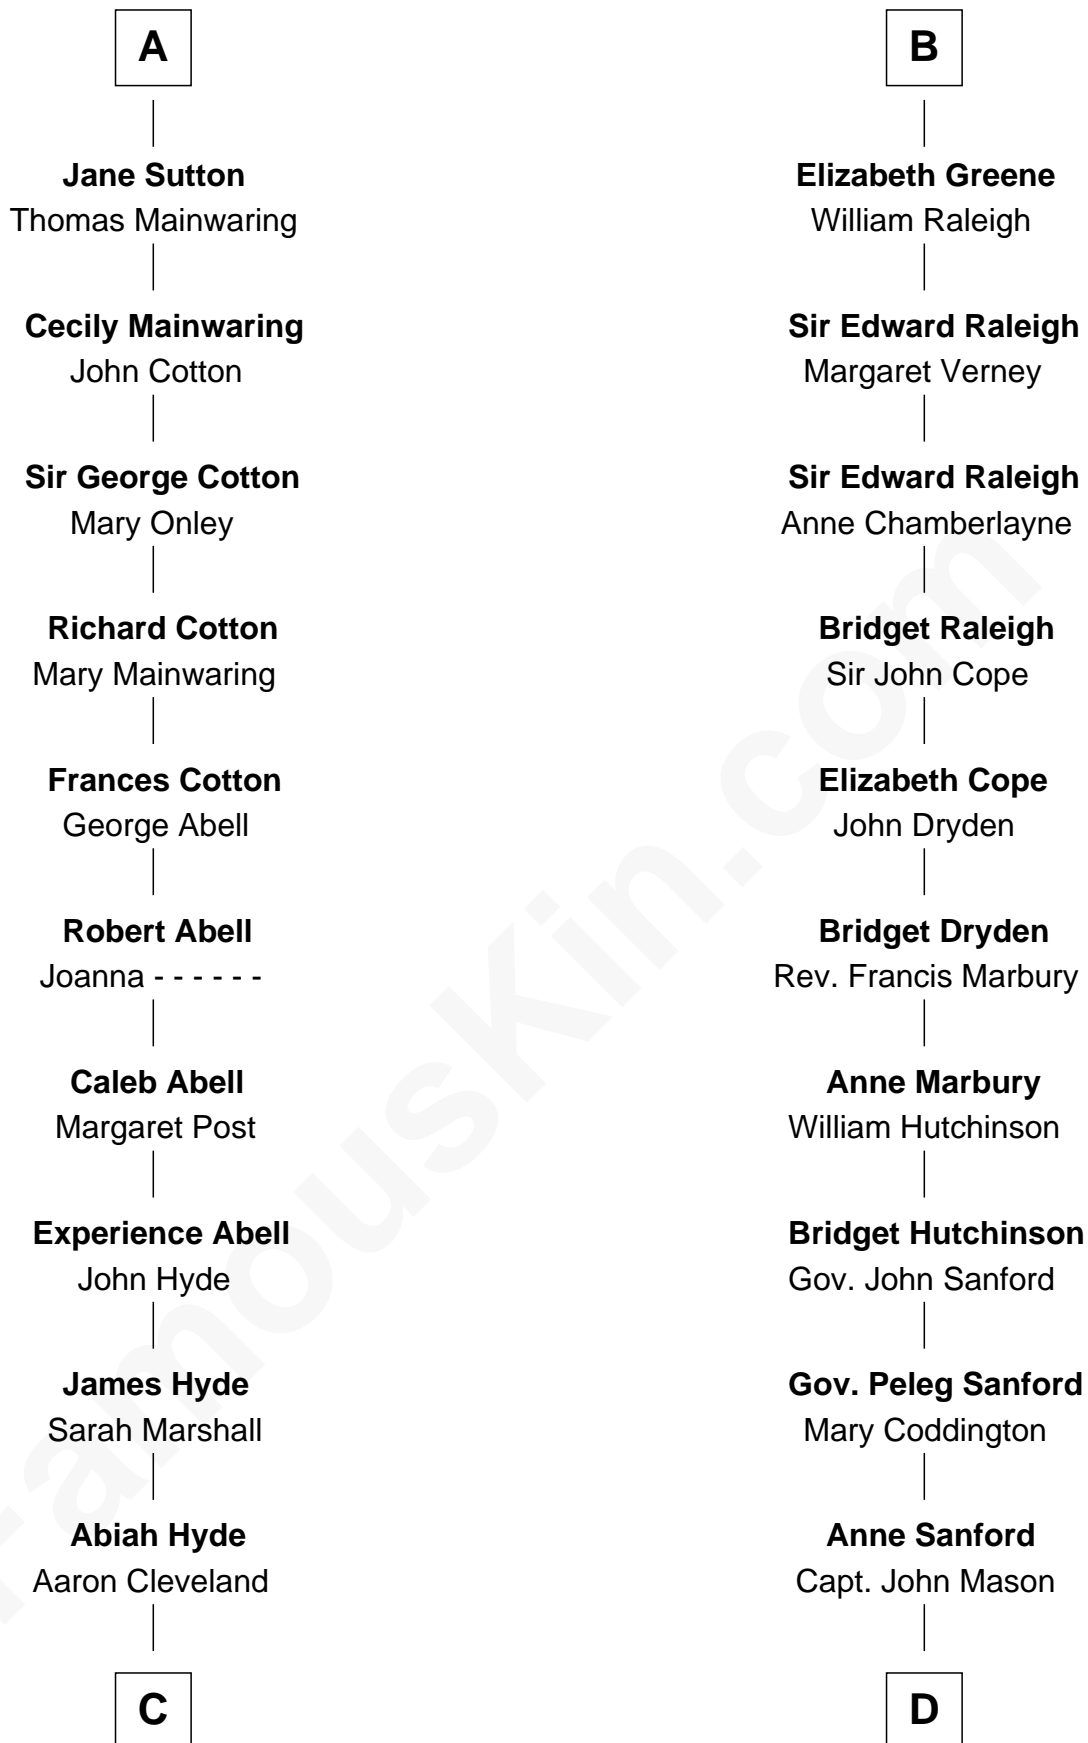 A
Jane Sutton
Thomas Mainwaring
Cecily Mainwaring
John Cotton
Sir George Cotton
Mary Onley
Richard Cotton
Mary Mainwaring
Frances Cotton
George Abell
Robert Abell
Joanna - - - - - -
Caleb Abell
Margaret Post
Experience Abell
John Hyde
James Hyde
Sarah Marshall
Abiah Hyde
Aaron Cleveland
C
B
Elizabeth Greene
William Raleigh
Sir Edward Raleigh
Margaret Verney
Sir Edward Raleigh
Anne Chamberlayne
Bridget Raleigh
Sir John Cope
Elizabeth Cope
John Dryden
Bridget Dryden
Rev. Francis Marbury
Anne Marbury
William Hutchinson
Bridget Hutchinson
Gov. John Sanford
Gov. Peleg Sanford
Mary Coddington
Anne Sanford
Capt. John Mason
D
FamousKin.com